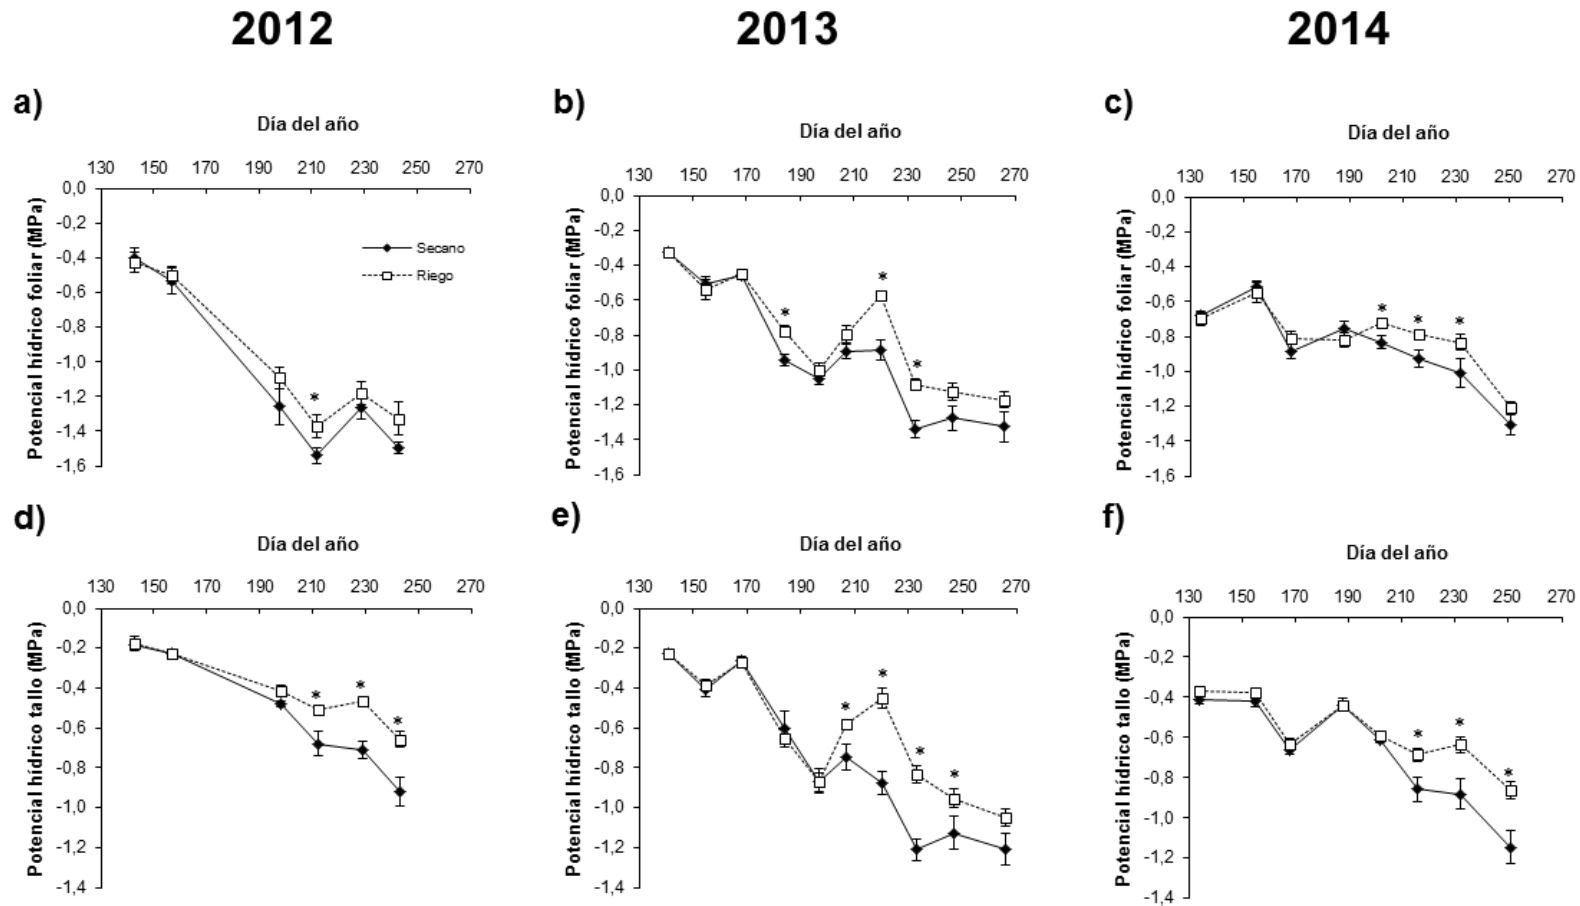 2012 2013 2014
a) b) c)
Día del año Día del año Día del año
130 150 170 190 210 230 250 270
130 150 170 190 210 230 250 270
130 150 170 190 210 230 250 270
Potencial hídrico foliar (MPa)
0,0
-0,2
-0,4
-0,6
-0,8
-1,0
-1,2
-1,4
-1,6
Secano
Riego
*
Potencial hídrico foliar (MPa)
0,0
-0,2
-0,4
-0,6
-0,8
-1,0
-1,2
-1,4
-1,6
* * *
Potencial hídrico foliar (MPa)
0,0
-0,2
-0,4
-0,6
-0,8
-1,0
-1,2
-1,4
-1,6
* * *
d) e) f)
Día del año Día del año Día del año
130 150 170 190 210 230 250 270
130 150 170 190 210 230 250 270
130 150 170 190 210 230 250 270
Potencial hídrico tallo (MPa)
0,0
-0,2
-0,4
-0,6
-0,8
-1,0
-1,2
-1,4
* * *
Potencial hídrico tallo (MPa)
0,0
-0,2
-0,4
-0,6
-0,8
-1,0
-1,2
-1,4
* * * *
Potencial hídrico tallo (MPa)
0,0
-0,2
-0,4
-0,6
-0,8
-1,0
-1,2
-1,4
* * *